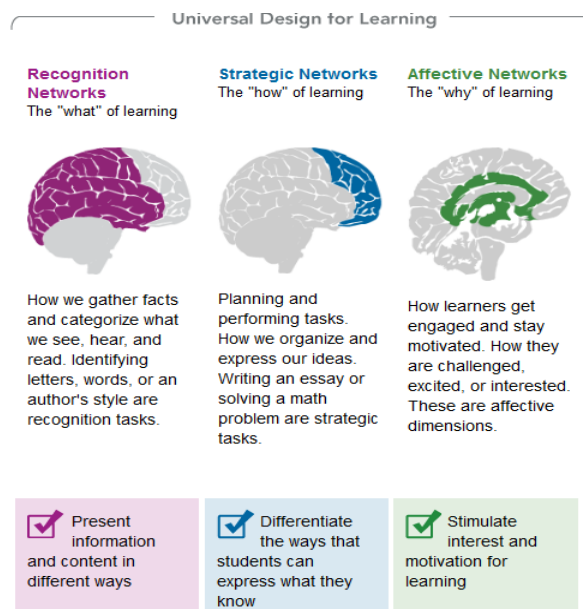 Universal Design for Learning
Recognition
Networks
The "what" of learning
How we gather facts
and categorize what
we see, hear, and
read. Identifying
letters, words, or an
author's style are
recognition tasks.
Present
information
and content in
different ways
Strategic Networks
The "how" of learning
Planning and
performing tasks.
How we organize and
express our ideas.
Writing an essay or
solving a math
problem are strategic
tasks.
Differentiate
the ways that
students can
express what they
know
Affective Networks
The "why" of learning
How learners get
engaged and stay
motivated. How they
are challenged,
excited, or interested.
These are affective
dimensions.
Stimulate
interest and
motivation for
learning